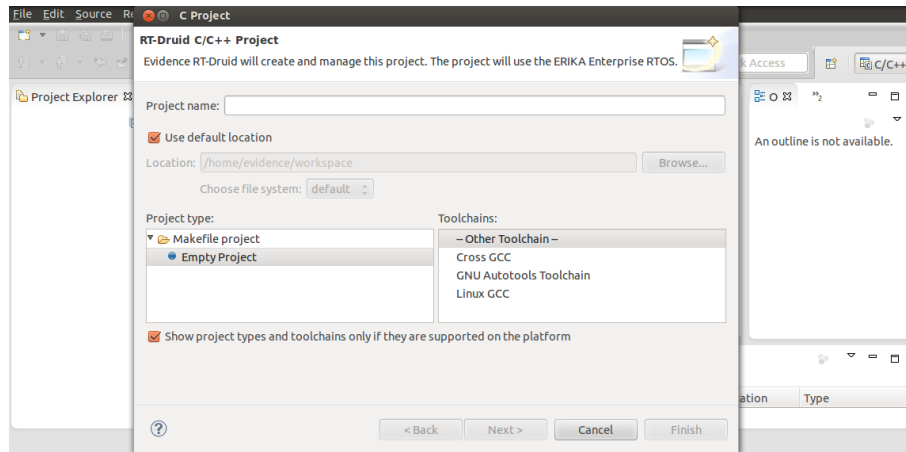 File Edit Source Re
C Project
RT-Druid C/C++ Project
Evidence RT-Druid will create and manage this project. The project will use the ERIKA Enterprise RTOS.
Access
C/C++
Project Explorer
Project name:
Use default location
Location: /home/evidence/workspace Browse...
Choose file system: default
Project type:
Toolchains:
Makefile project
Empty Project
-- Other Toolchain --
Cross GCC
GNU Autotools Toolchain
Linux GCC
Show project types and toolchains only if they are supported on the platform
O
»2
An outline is not available.
ation Type
?
< Back Next > Cancel Finish